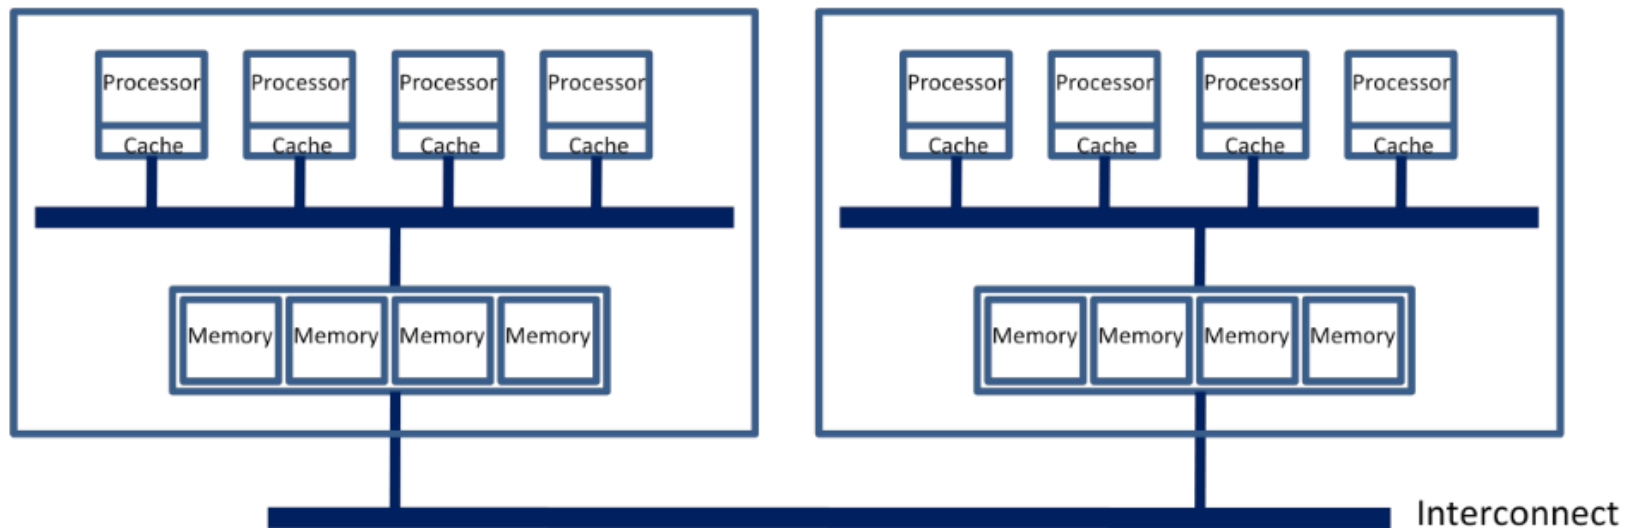 Processor Processor Processor Processor Processor Processor Processor Processor
Cache Cache Cache Cache Cache Cache Cache Cache
Memory Memory Memory Memory Memory Memory Memory Memory
Interconnect